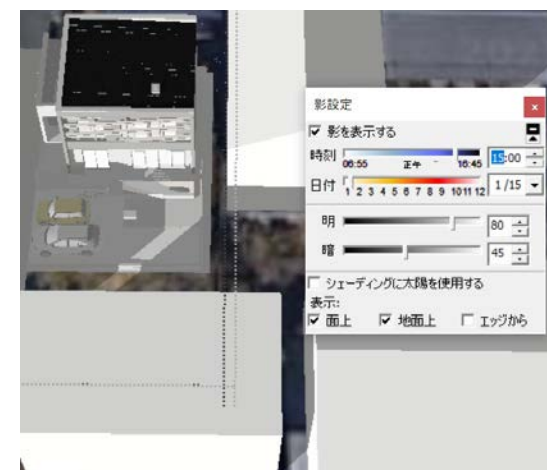 影設定
影を表示する
時刻 06:55 正午 16:45 15:00
日付 1 2 3 4 5 6 7 8 9 10 11 12 1/15
明 80
暗 45
シェーディングに太陽を使用する
表示:
面上 地面上 エッジから